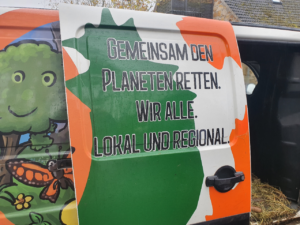 GEMEINSAM DEN
PLANETEN RETTEN.
WIR ALLE.
LOKAL UND REGIONAL.